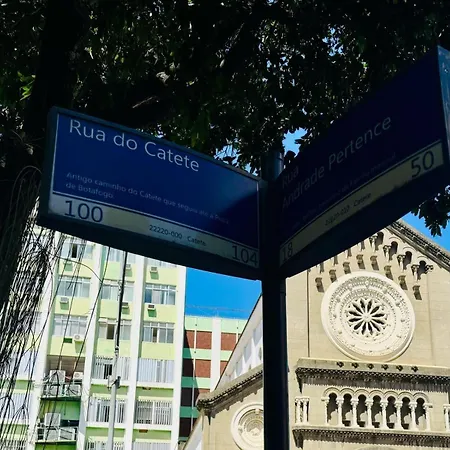 Rua do Catete
Antigo caminho do Catete que seguia até a Praia
de Botafogo
100
22220-000 Catete
104
Rua
Andrade Pertence
50